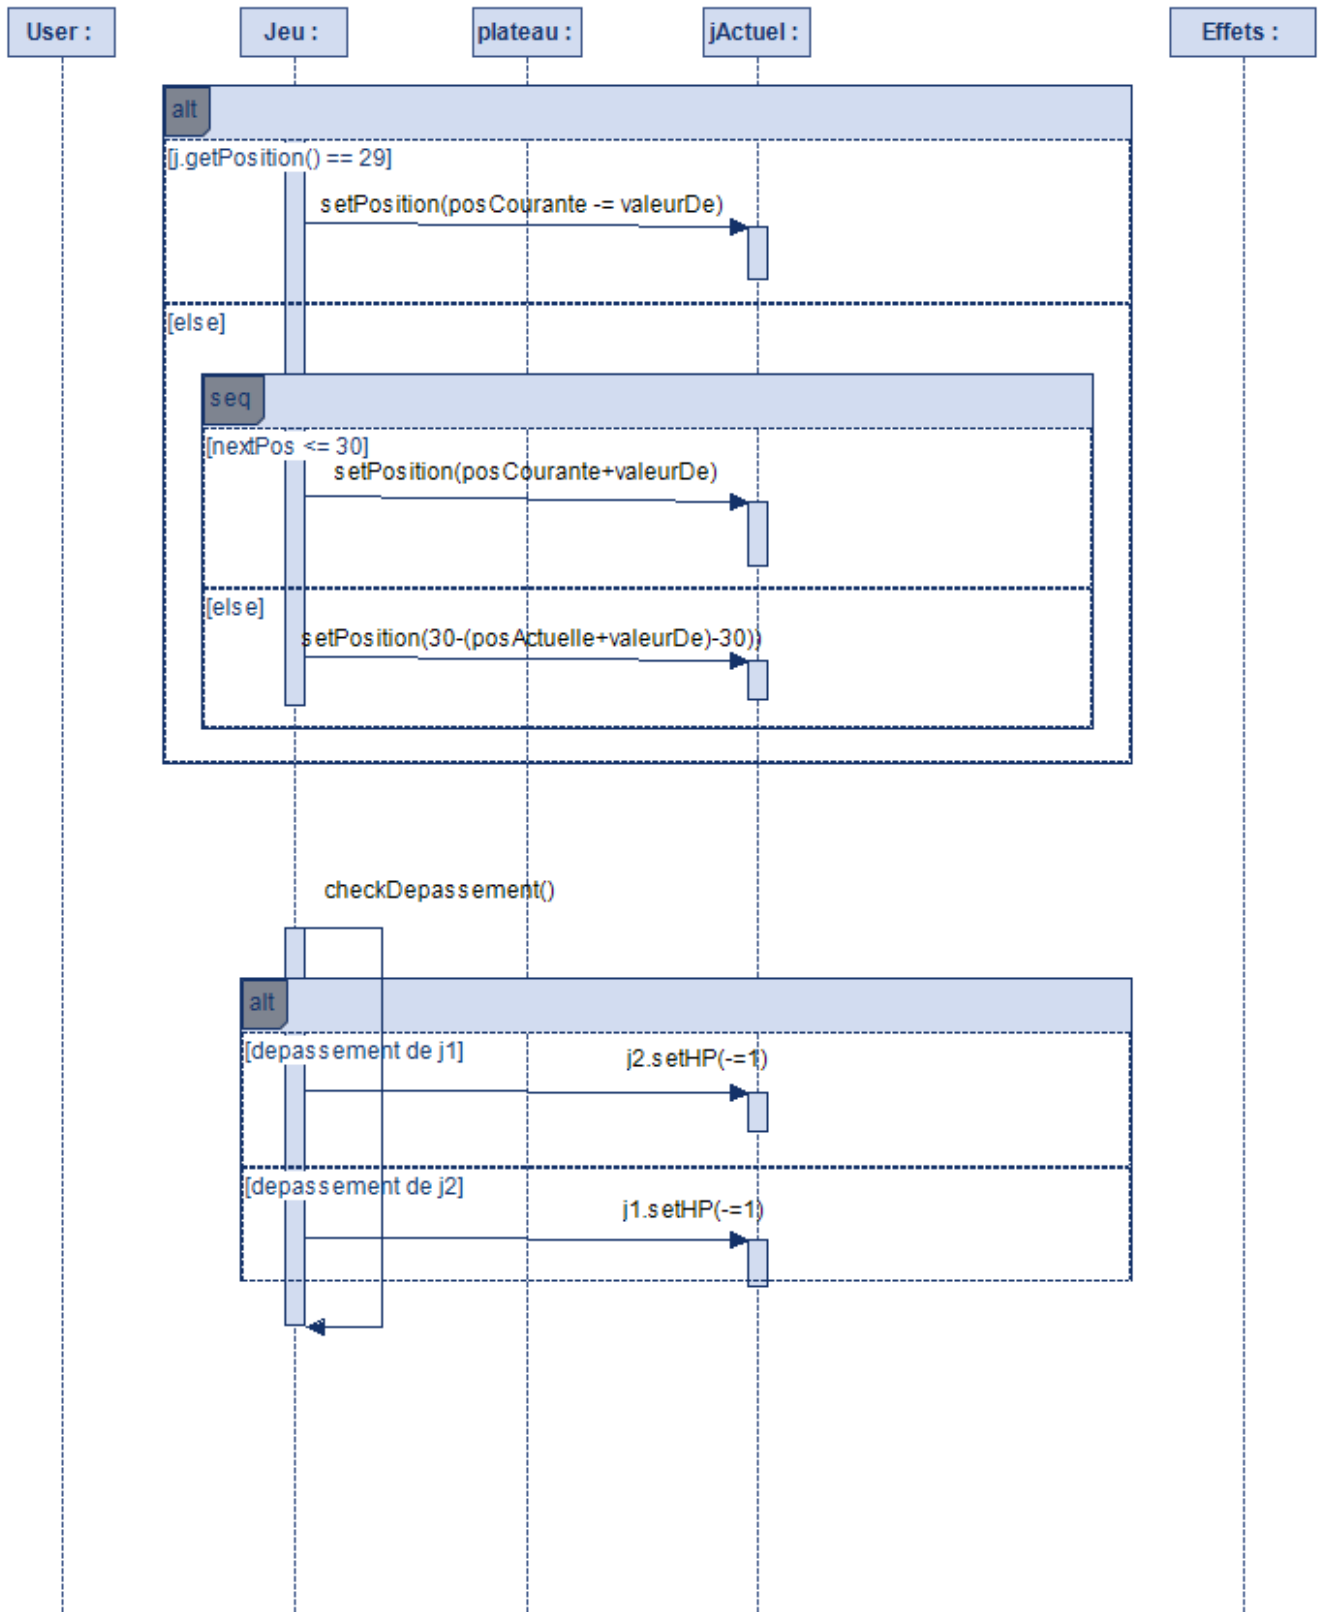 User :
Jeu :
plateau :
jActuel :
Effets :
alt
[j.getPosition() == 29]
setPosition(posCourante -= valeurDe)
[else]
seq
[nextPos <= 30]
setPosition(posCourante+valeurDe)
[else]
setPosition(30-(posActuelle+valeurDe)-30))
checkDepassement()
alt
[depassement de j1]
j2.setHP(-=1)
[depassement de j2]
j1.setHP(-=1)